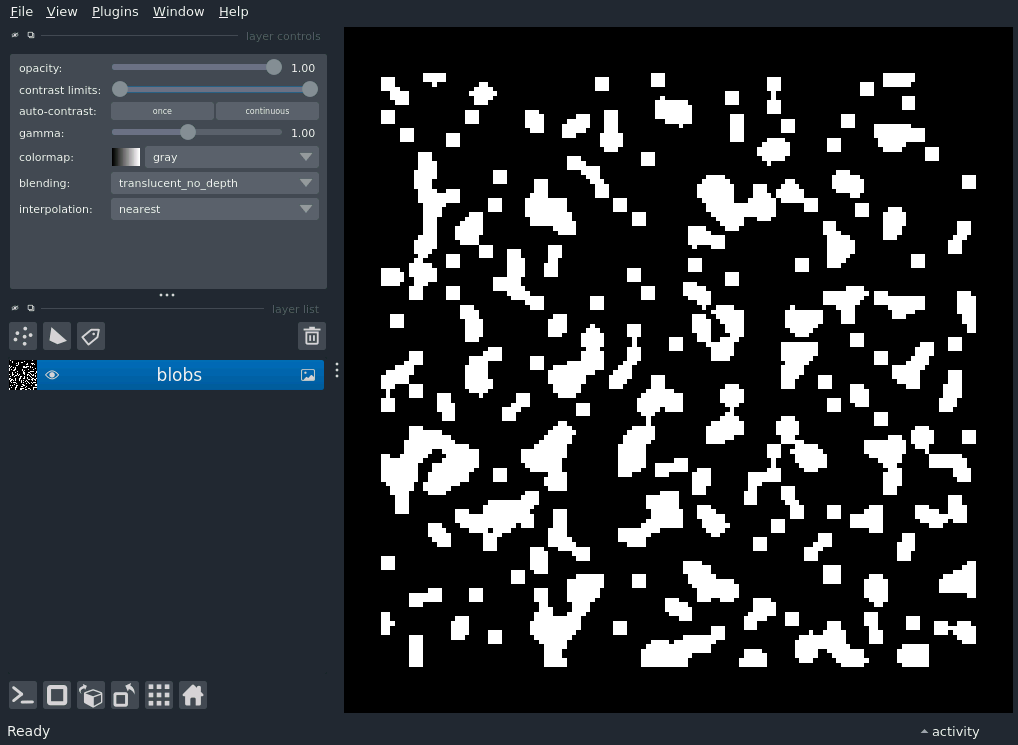 File View Plugins Window Help
layer controls
opacity: 1.00
contrast limits:
auto-contrast: once continuous
gamma: 1.00
colormap: gray
blending: translucent_no_depth
interpolation: nearest
layer list
blobs
Ready
activity